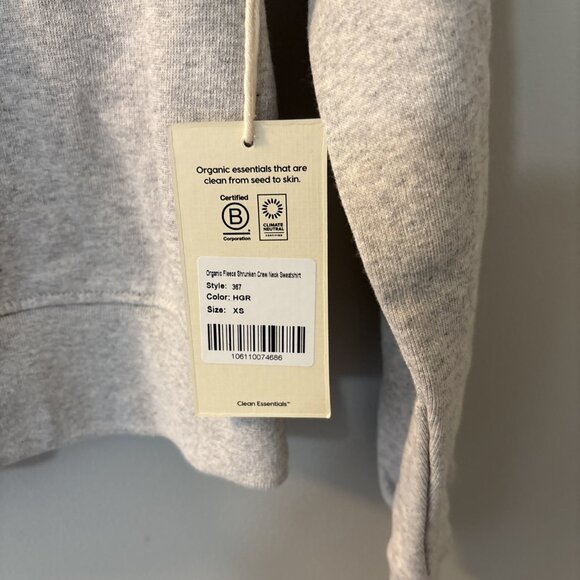 Organic essentials that are
clean from seed to skin.
Certified
B
Corporation
CLIMATE
NEUTRAL
CERTIFIED
Organic Fleece Shrunken Crew Neck Sweatshirt
Style: 367
Color: HGR
Size: XS
106110074686
Clean Essentials™